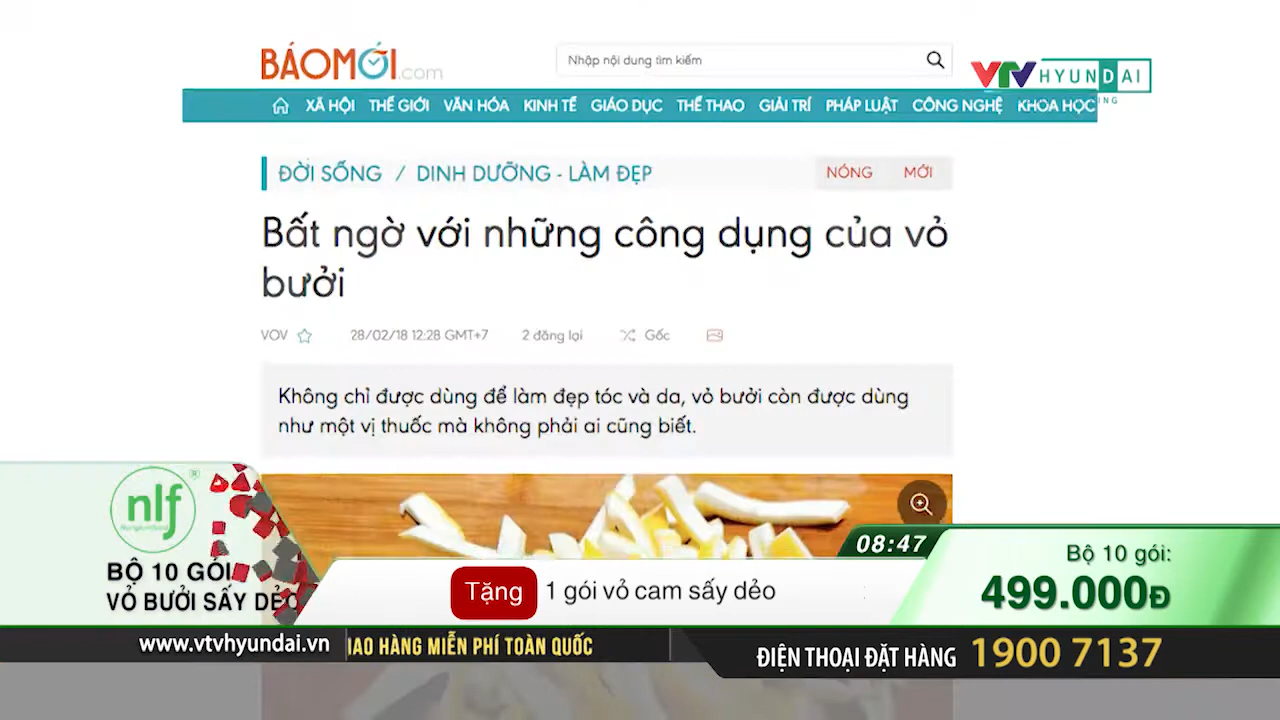 BÁOMỚI.com
Nhập nội dung tìm kiếm
VTV HYUNDAI
ING
XÃ HỘI THẾ GIỚI VĂN HÓA KINH TẾ GIÁO DỤC THỂ THAO GIẢI TRÍ PHÁP LUẬT CÔNG NGHỆ KHOA HỌC
ĐỜI SỐNG / DINH DƯỠNG - LÀM ĐẸP
NÓNG MỚI
Bất ngờ với những công dụng của vỏ
bưởi
VOV 28/02/18 12:28 GMT+7 2 đăng lại Gốc
Không chỉ được dùng để làm đẹp tóc và da, vỏ bưởi còn được dùng
như một vị thuốc mà không phải ai cũng biết.
nlf
BỘ 10 GÓI
VỎ BƯỞI SẤY DẺO
Tặng 1 gói vỏ cam sấy dẻo
08:47
Bộ 10 gói:
499.000Đ
www.vtvhyundai.vn
IAO HÀNG MIỄN PHÍ TOÀN QUỐC
ĐIỆN THOẠI ĐẶT HÀNG 1900 7137